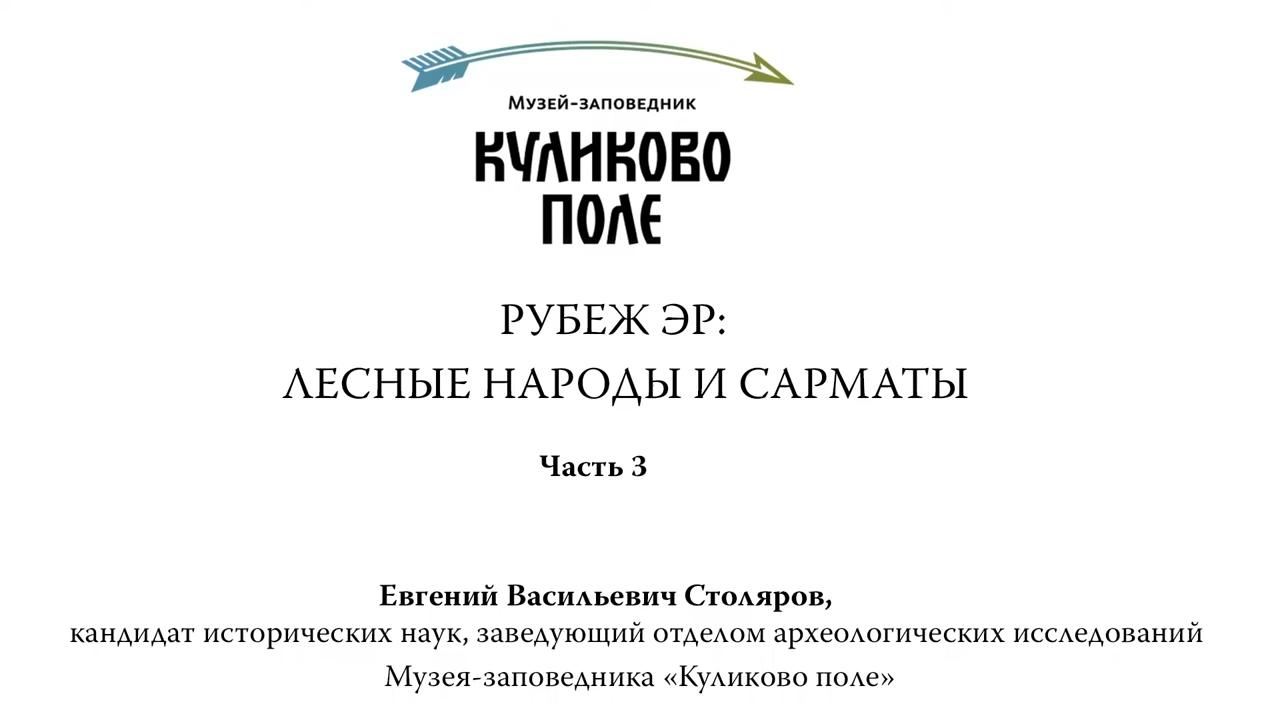 Музей-заповедник
КУЛИКОВО
ПОЛЕ
РУБЕЖ ЭР:
ЛЕСНЫЕ НАРОДЫ И САРМАТЫ
Часть 3
Евгений Васильевич Столяров,
кандидат исторических наук, заведующий отделом археологических исследований
Музея-заповедника «Куликово поле»